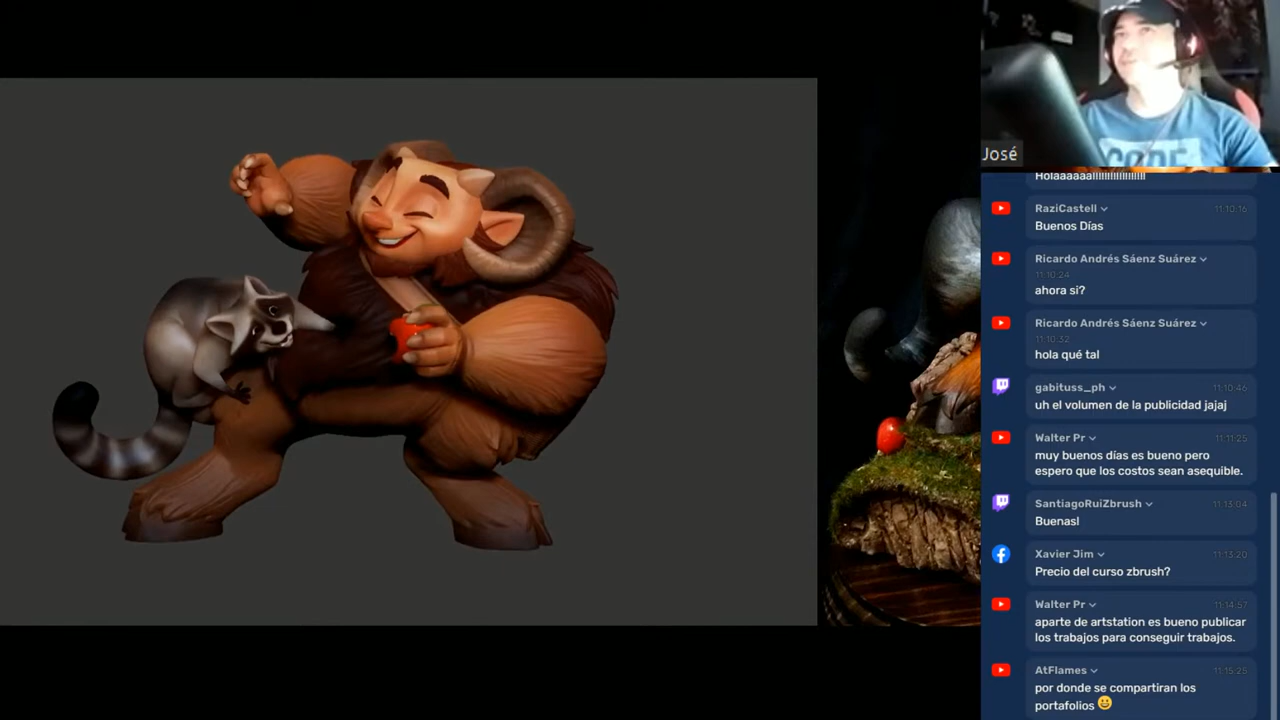 José
CODE
Holaaaaaa!!!!!!!!!!!!!!!!!!
RaziCastell
11:10:16
Buenos Días
Ricardo Andrés Sáenz Suárez
11:10:24
ahora si?
Ricardo Andrés Sáenz Suárez
11:10:32
hola qué tal
gabituss_ph
11:10:46
uh el volumen de la publicidad jajaj
Walter Pr
11:11:25
muy buenos días es bueno pero
espero que los costos sean asequible.
SantiagoRuiZbrush
11:13:04
Buenas!
Xavier Jim
11:13:20
Precio del curso zbrush?
Walter Pr
11:14:57
aparte de artstation es bueno publicar
los trabajos para conseguir trabajos.
AtFlames
11:15:25
por donde se compartiran los
portafolios 😀